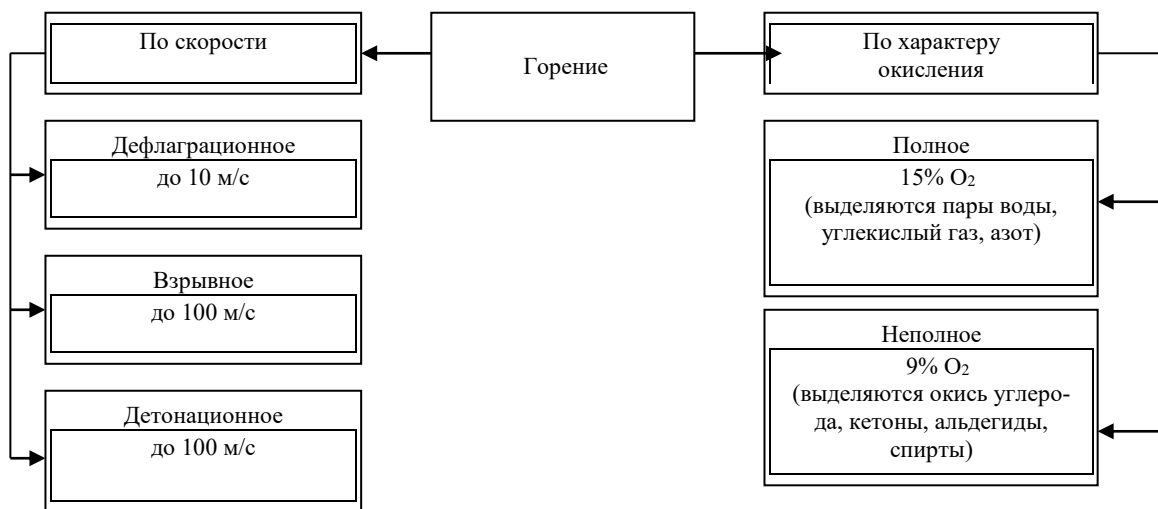 Горение
По скорости
Дефлаграционное
до 10 м/с
Взрывное
до 100 м/с
Детонационное
до 100 м/с
По характеру
окисления
Полное
15% O₂
(выделяются пары воды,
углекислый газ, азот)
Неполное
9% O₂
(выделяются окись углеро-
да, кетоны, альдегиды,
спирты)